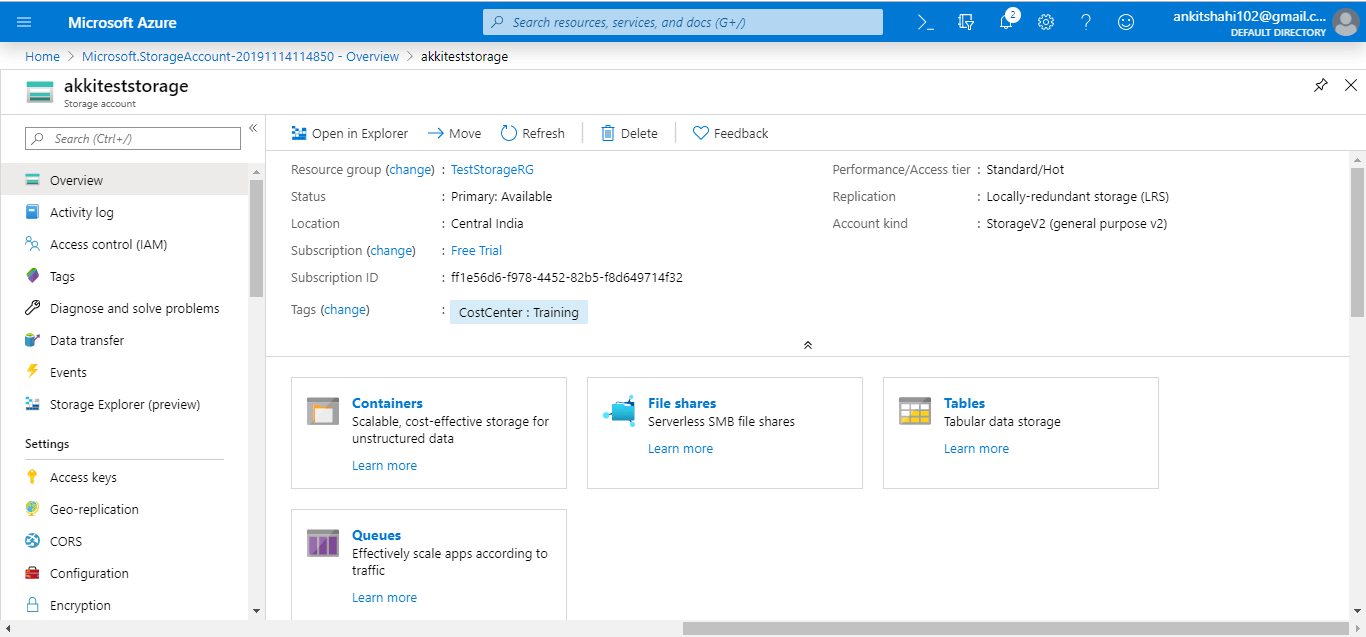 Microsoft Azure
Search resources, services, and docs (G+/)
2
ankitshahi102@gmail.c...
DEFAULT DIRECTORY
Home > Microsoft.StorageAccount-20191114114850 - Overview > akkiteststorage
akkiteststorage
Storage account
Search (Ctrl+/)
Overview
Activity log
Access control (IAM)
Tags
Diagnose and solve problems
Data transfer
Events
Storage Explorer (preview)
Settings
Access keys
Geo-replication
CORS
Configuration
Encryption
Open in Explorer
Move
Refresh
Delete
Feedback
Resource group (change) : TestStorageRG
Status : Primary: Available
Location : Central India
Subscription (change) : Free Trial
Subscription ID : ff1e56d6-f978-4452-82b5-f8d649714f32
Tags (change) : CostCenter : Training
Performance/Access tier : Standard/Hot
Replication : Locally-redundant storage (LRS)
Account kind : StorageV2 (general purpose v2)
Containers
Scalable, cost-effective storage for
unstructured data
Learn more
File shares
Serverless SMB file shares
Learn more
Tables
Tabular data storage
Learn more
Queues
Effectively scale apps according to
traffic
Learn more